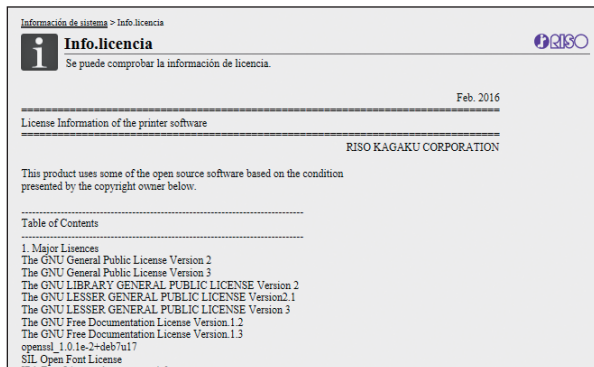 Información de sistema > Info.licencia
Info.licencia
RISO
Se puede comprobar la información de licencia.
Feb. 2016
================================================================================
License Information of the printer software
================================================================================
RISO KAGAKU CORPORATION
This product uses some of the open source software based on the condition
presented by the copyright owner below.
--------------------------------------------------------------------------------
Table of Contents
--------------------------------------------------------------------------------
1. Major Lisences
The GNU General Public License Version 2
The GNU General Public License Version 3
The GNU LIBRARY GENERAL PUBLIC LICENSE Version 2
The GNU LESSER GENERAL PUBLIC LICENSE Version2.1
The GNU LESSER GENERAL PUBLIC LICENSE Version 3
The GNU Free Documentation License Version.1.2
The GNU Free Documentation License Version.1.3
openssl_1.0.1e-2+deb7u17
SIL Open Font License